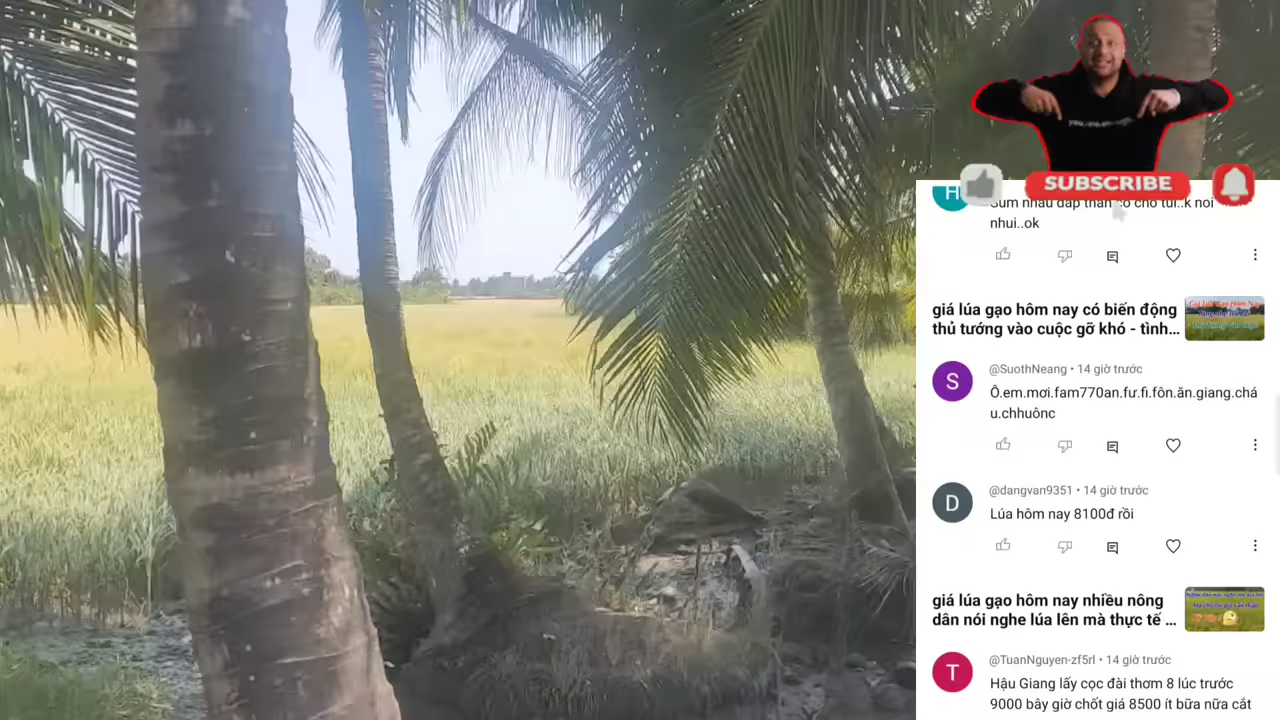 SUBSCRIBE
H
nhui..ok
giá lúa gạo hôm nay có biến động
thủ tướng vào cuộc gỡ khó - tình...
S
@SuothNeang • 14 giờ trước
Ô.em.mơi.fam770an.fư.fi.fôn.ăn.giang.chá
u.chhuônc
D
@dangvan9351 • 14 giờ trước
Lúa hôm nay 8100đ rồi
giá lúa gạo hôm nay nhiều nông
dân nói nghe lúa lên mà thực tế ...
T
@TuanNguyen-zf5rl • 14 giờ trước
Hậu Giang lấy cọc đài thơm 8 lúc trước
9000 bây giờ chốt giá 8500 ít bữa nữa cắt